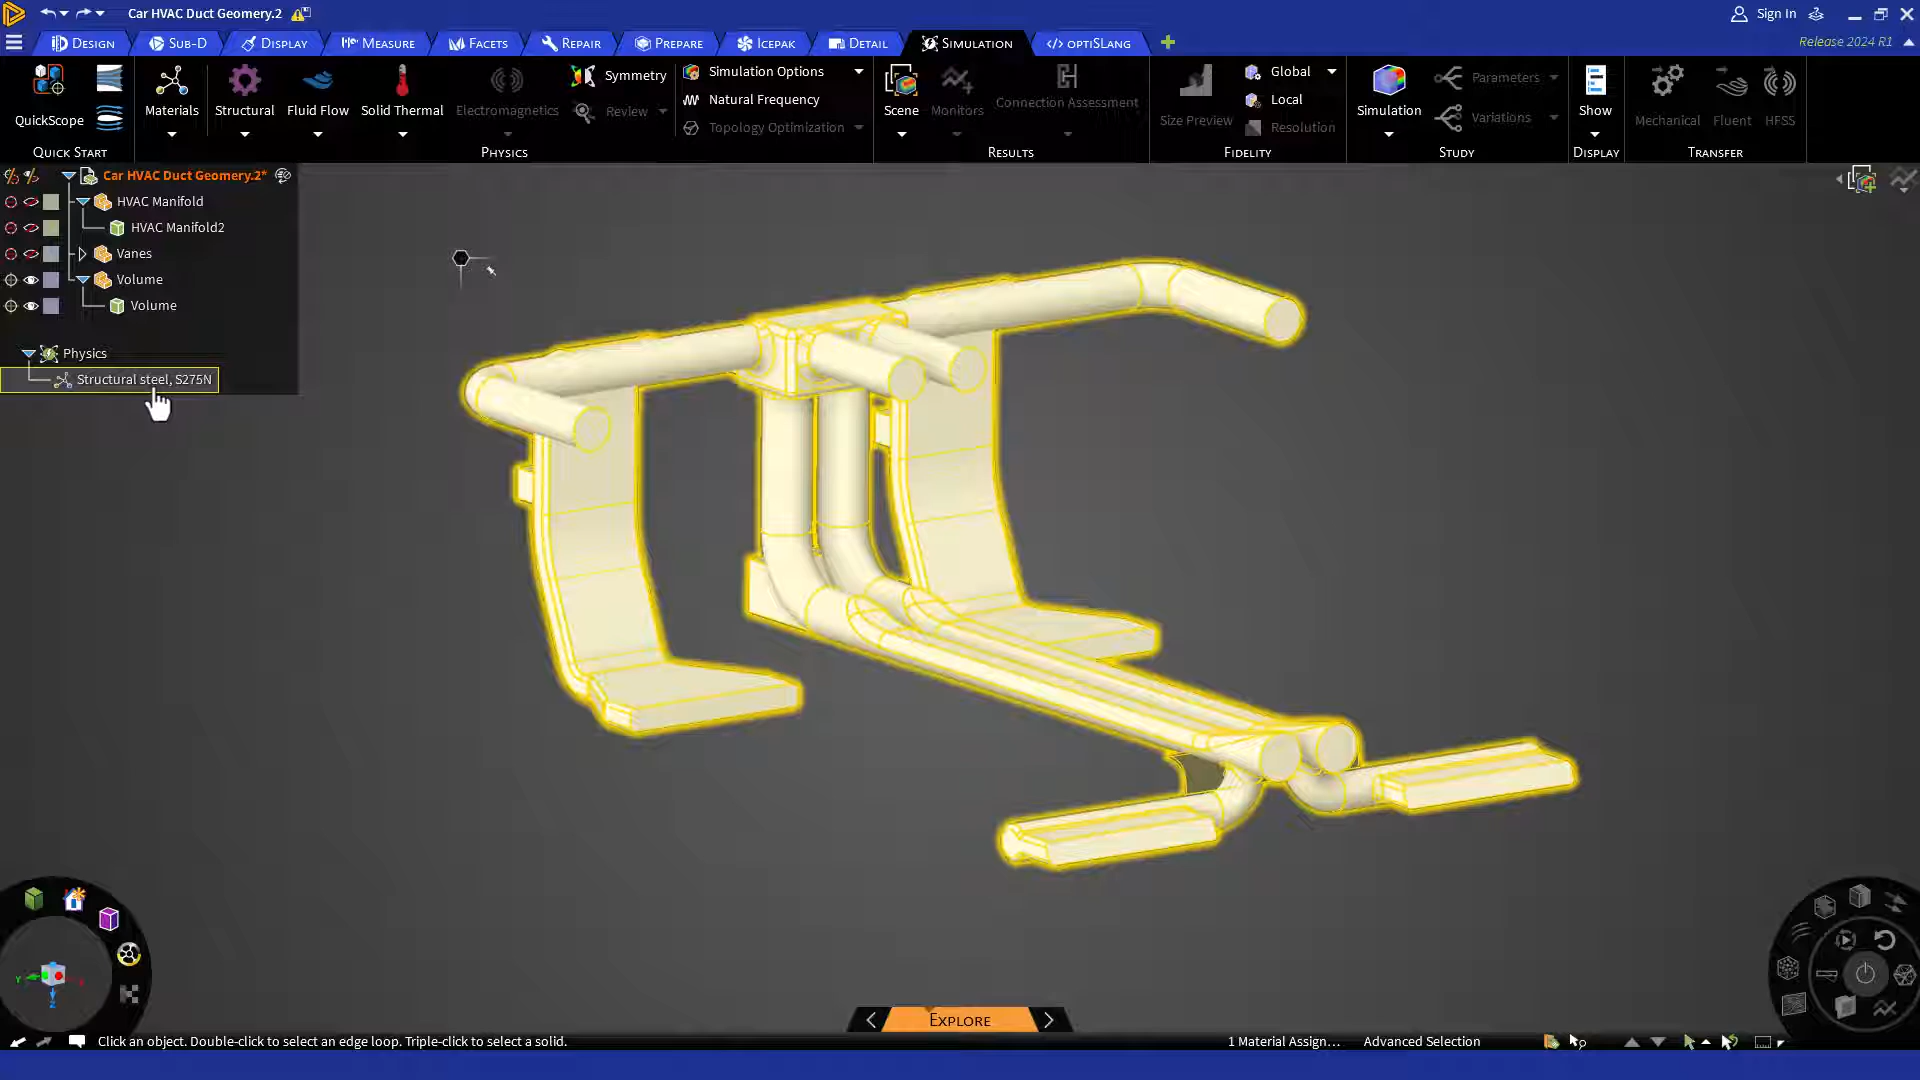 Car HVAC Duct Geometry.2
Sign In
Design
Sub-D
Display
Measure
Facets
Repair
Prepare
Icepak
Detail
Simulation
optiSLang
Release 2024 R1
QuickScope
Quick Start
Materials
Structural
Fluid Flow
Solid Thermal
Electromagnetics
Symmetry
Review
Simulation Options
Natural Frequency
Topology Optimization
Physics
Scene
Monitors
Connection Assessment
Results
Size Preview
Global
Local
Resolution
Fidelity
Simulation
Parameters
Variations
Study
Show
Display
Mechanical
Fluent
HFSS
Transfer
Car HVAC Duct Geometry.2*
HVAC Manifold
HVAC Manifold2
Vanes
Volume
Volume
Physics
Structural steel, S275N
Y
Z
Explore
Click an object. Double-click to select an edge loop. Triple-click to select a solid.
1 Material Assign...
Advanced Selection